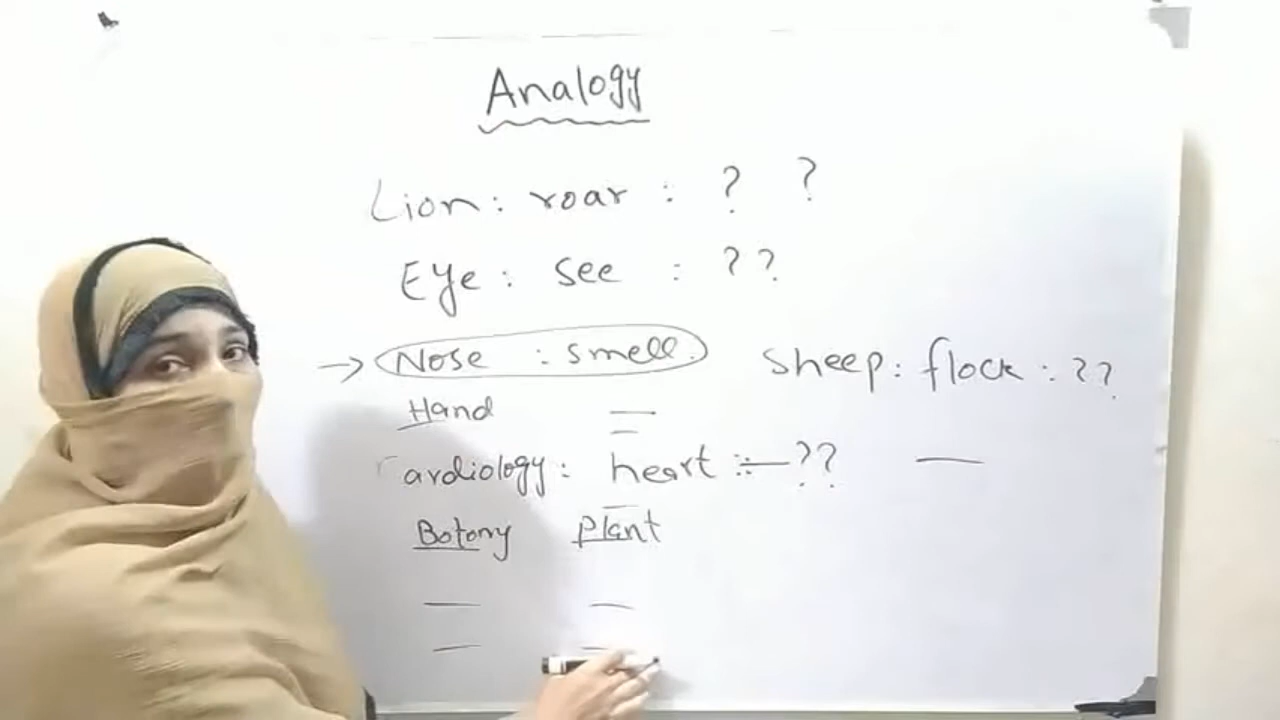 Analogy
Lion : roar : ? ?
Eye : see : ? ?
→ Nose : smell.
Sheep : flock : ??
Hand
ardiology : heart :: — ??
Botony Plant